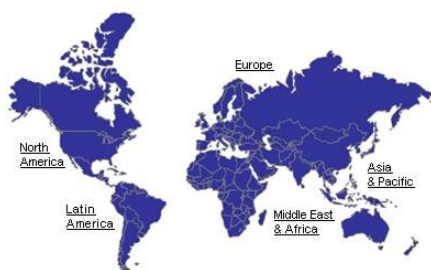 Europe
North
America
Asia
& Pacific
Latin
America
Middle East
& Africa